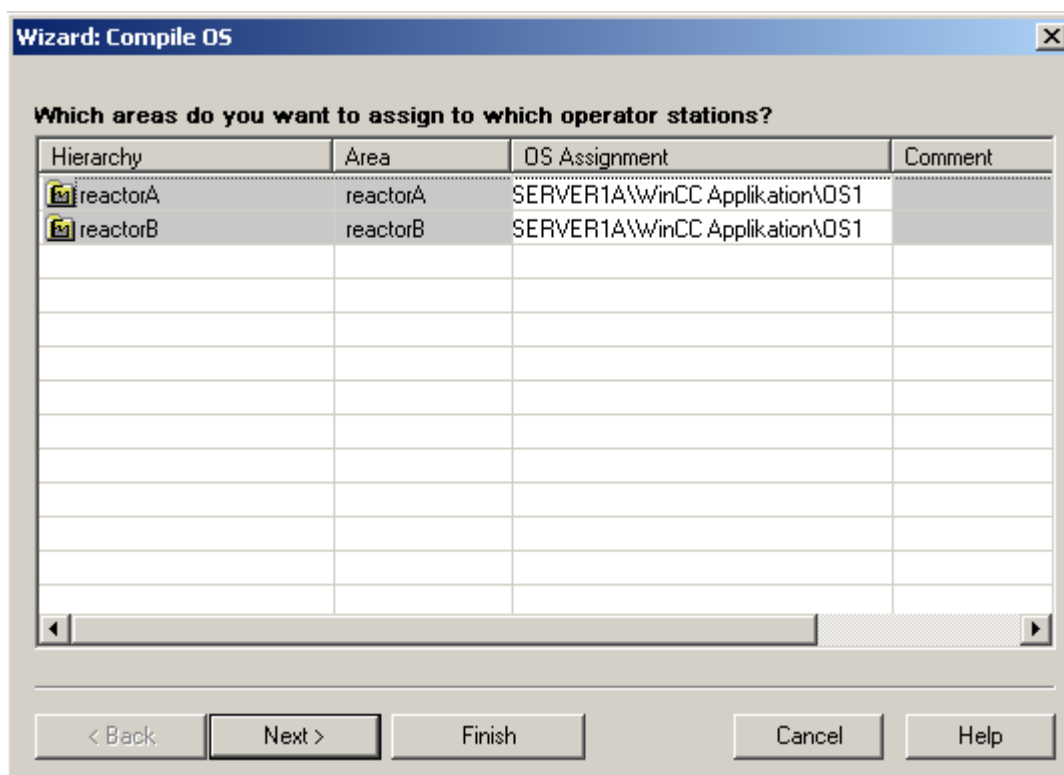 Wizard: Compile OS
Which areas do you want to assign to which operator stations?
Hierarchy Area OS Assignment Comment
reactorA reactorA SERVER1A\WinCC Applikation\OS1
reactorB reactorB SERVER1A\WinCC Applikation\OS1
< Back Next > Finish Cancel Help